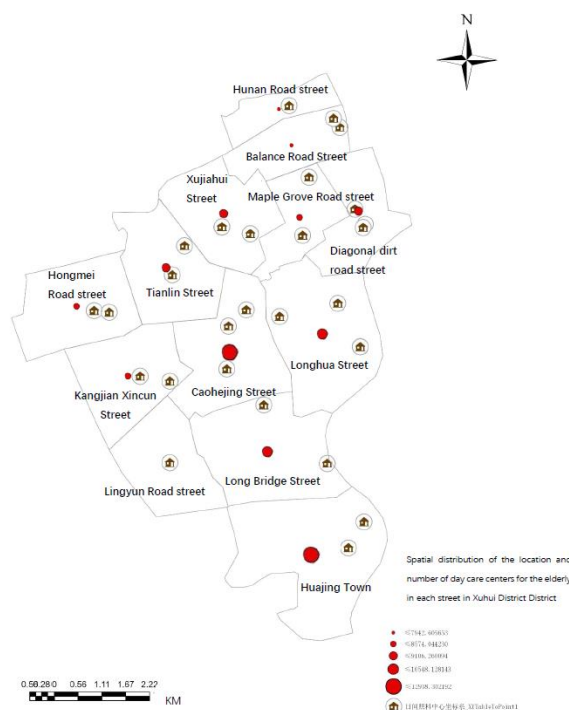 N
Hunan Road street
Balance Road Street
Xujiahui
Street
Maple Grove Road street
Diagonal dirt
road street
Hongmei
Road street
Tianlin Street
Longhua Street
Kangjian Xincun
Street
Caohejing Street
Lingyun Road street
Long Bridge Street
Huajing Town
Spatial distribution of the location and
number of day care centers for the elderly
in each street in Xuhui District District
KM